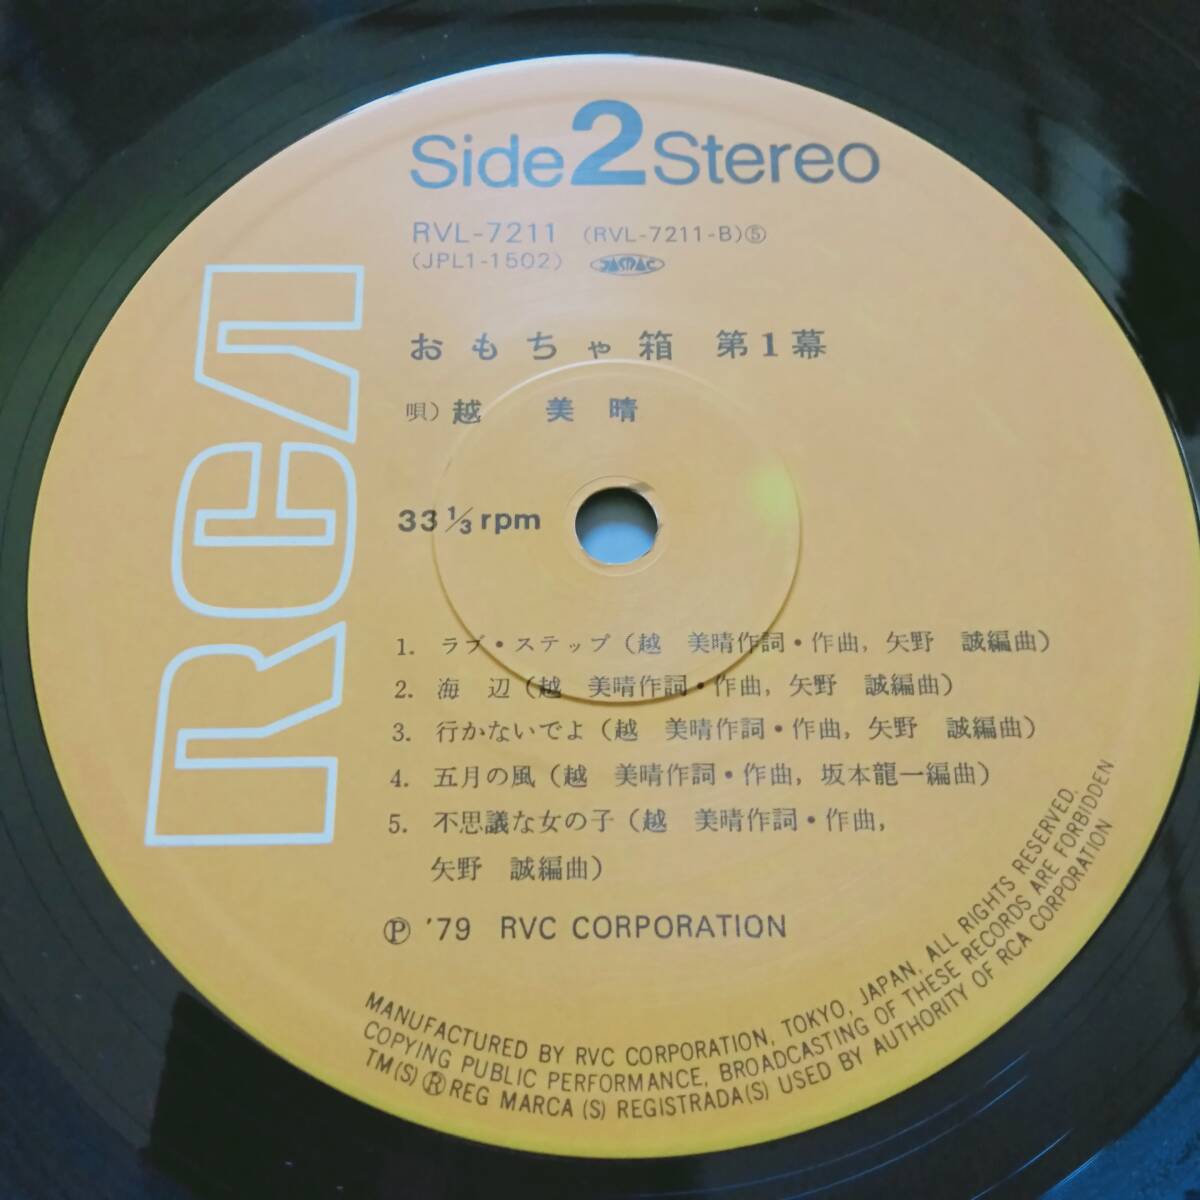 Side 2 Stereo
RVL-7211 (RVL-7211-B)⑤
(JPL1-1502) JASRAC
おもちゃ箱 第1幕
唄）越 美晴
RCA
33 1/3 rpm
1. ラブ・ステップ（越 美晴作詞・作曲, 矢野 誠編曲）
2. 海 辺（越 美晴作詞・作曲, 矢野 誠編曲）
3. 行かないでよ（越 美晴作詞・作曲, 矢野 誠編曲）
4. 五月の風（越 美晴作詞・作曲, 坂本龍一編曲）
5. 不思議な女の子（越 美晴作詞・作曲,
矢野 誠編曲）
Ⓟ '79 RVC CORPORATION
MANUFACTURED BY RVC CORPORATION, TOKYO, JAPAN, ALL RIGHTS RESERVED.
COPYING PUBLIC PERFORMANCE, BROADCASTING OF THESE RECORDS ARE FORBIDDEN
TM(S) ® REG MARCA (S) REGISTRADA(S) USED BY AUTHORITY OF RCA CORPORATION